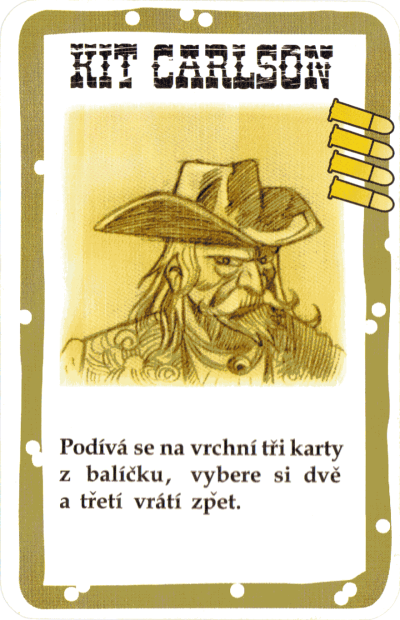 KIT CARLSON
Podívá se na vrchní tři karty
z balíčku, vybere si dvě
a třetí vrátí zpět.